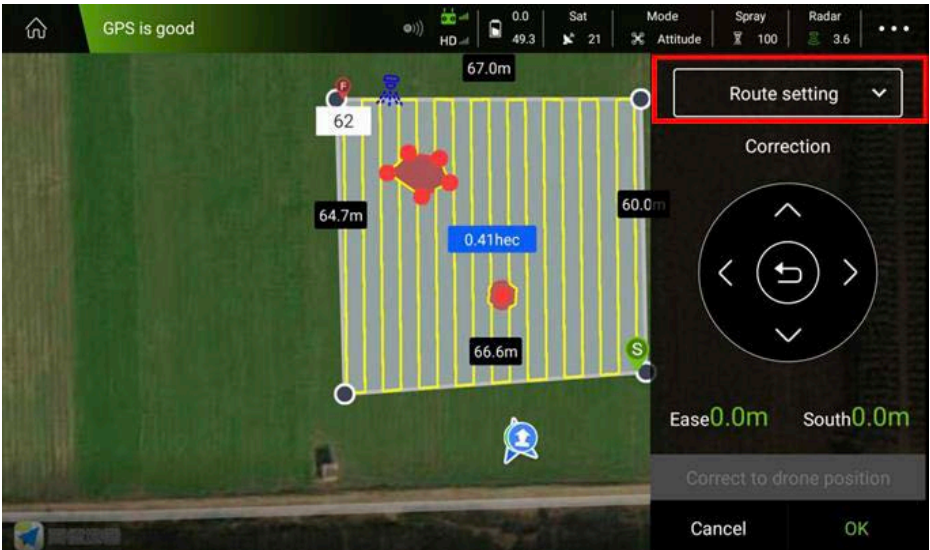 GPS is good
HD
0.0
49.3
Sat
21
Mode
Attitude
Spray
100
Radar
3.6
67.0m
F
62
64.7m
60.0m
0.41hec
66.6m
S
Route setting
Correction
Ease0.0m
South0.0m
Correct to drone position
Cancel
OK